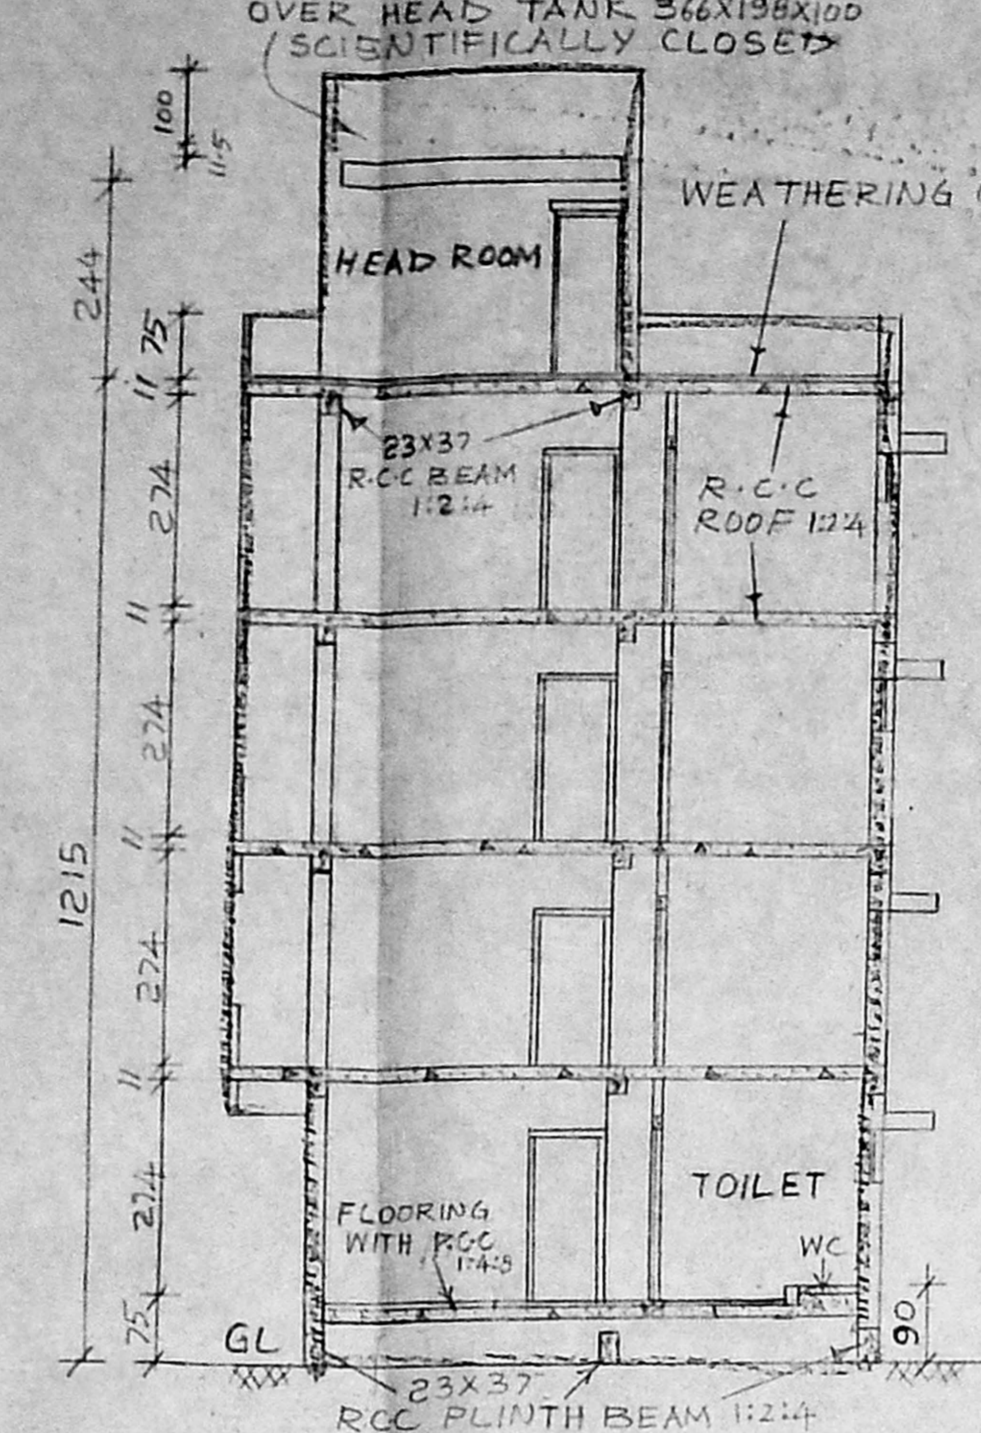 OVER HEAD TANK 366X198X100
(SCIENTIFICALLY CLOSED
100
11.5
WEATHERING
HEAD ROOM
244
75
11
23X37
R.C.C BEAM
1:2:4
R.C.C
ROOF 1:2:4
274
11
274
11
1215
274
11
TOILET
274
FLOORING
WITH P.C.C
1:4:8
WC
75
GL
90
23X37
RCC PLINTH BEAM 1:2:4